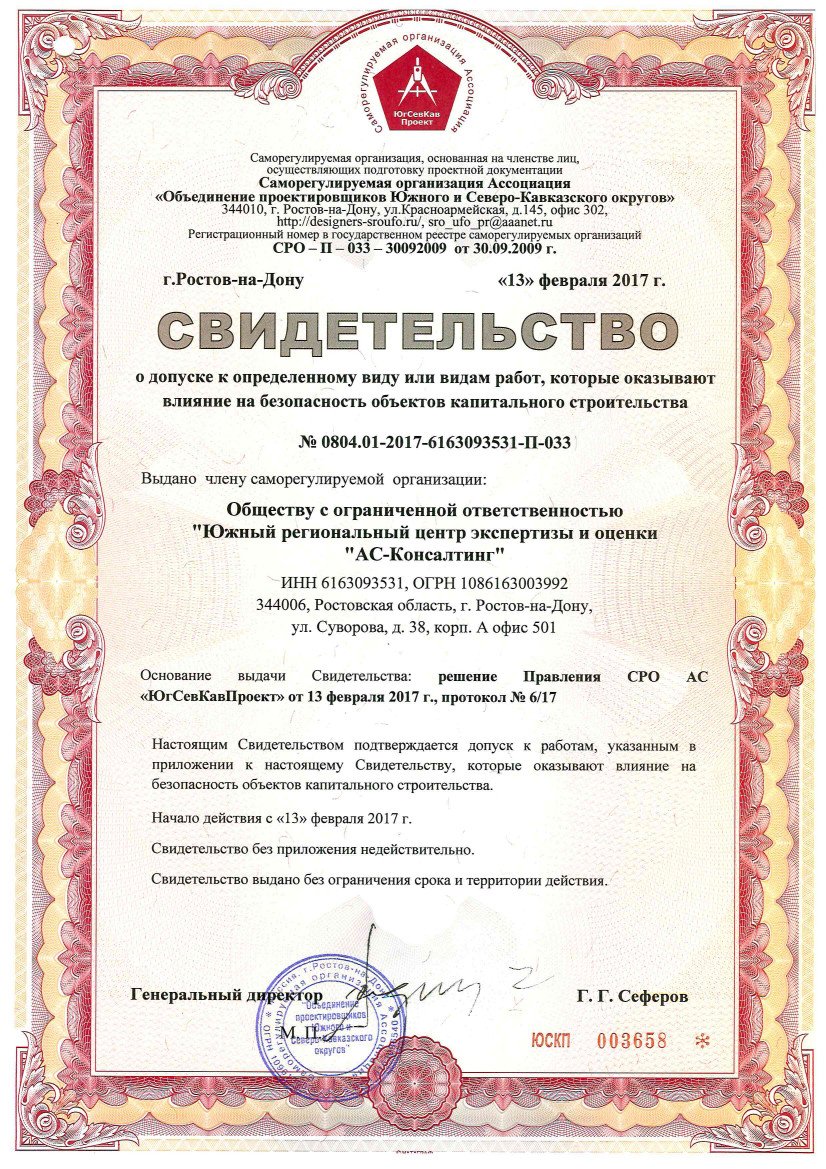 Саморегулируемая организация Ассоциация
ЮгСевКав
Проект
Саморегулируемая организация, основанная на членстве лиц,
осуществляющих подготовку проектной документации
Саморегулируемая организация Ассоциация
«Объединение проектировщиков Южного и Северо-Кавказского округов»
344010, г. Ростов-на-Дону, ул.Красноармейская, д.145, офис 302,
http://designers-sroufo.ru/, sro_ufo_pr@aaanet.ru
Регистрационный номер в государственном реестре саморегулируемых организаций
СРО – П – 033 – 30092009 от 30.09.2009 г.
г.Ростов-на-Дону «13» февраля 2017 г.
СВИДЕТЕЛЬСТВО
о допуске к определенному виду или видам работ, которые оказывают
влияние на безопасность объектов капитального строительства
№ 0804.01-2017-6163093531-П-033
Выдано члену саморегулируемой организации:
Обществу с ограниченной ответственностью
"Южный региональный центр экспертизы и оценки
"АС-Консалтинг"
ИНН 6163093531, ОГРН 1086163003992
344006, Ростовская область, г. Ростов-на-Дону,
ул. Суворова, д. 38, корп. А офис 501
Основание выдачи Свидетельства: решение Правления СРО АС
«ЮгСевКавПроект» от 13 февраля 2017 г., протокол № 6/17
Настоящим Свидетельством подтверждается допуск к работам, указанным в
приложении к настоящему Свидетельству, которые оказывают влияние на
безопасность объектов капитального строительства.
Начало действия с «13» февраля 2017 г.
Свидетельство без приложения недействительно.
Свидетельство выдано без ограничения срока и территории действия.
Генеральный директор Г. Г. Сеферов
М.П.
г.Ростов-на-Дону
саморегулируемая организация Ассоциация
"Объединение
проектировщиков
Южного и
Северо-Кавказского
округов"
ЮСКП 003658